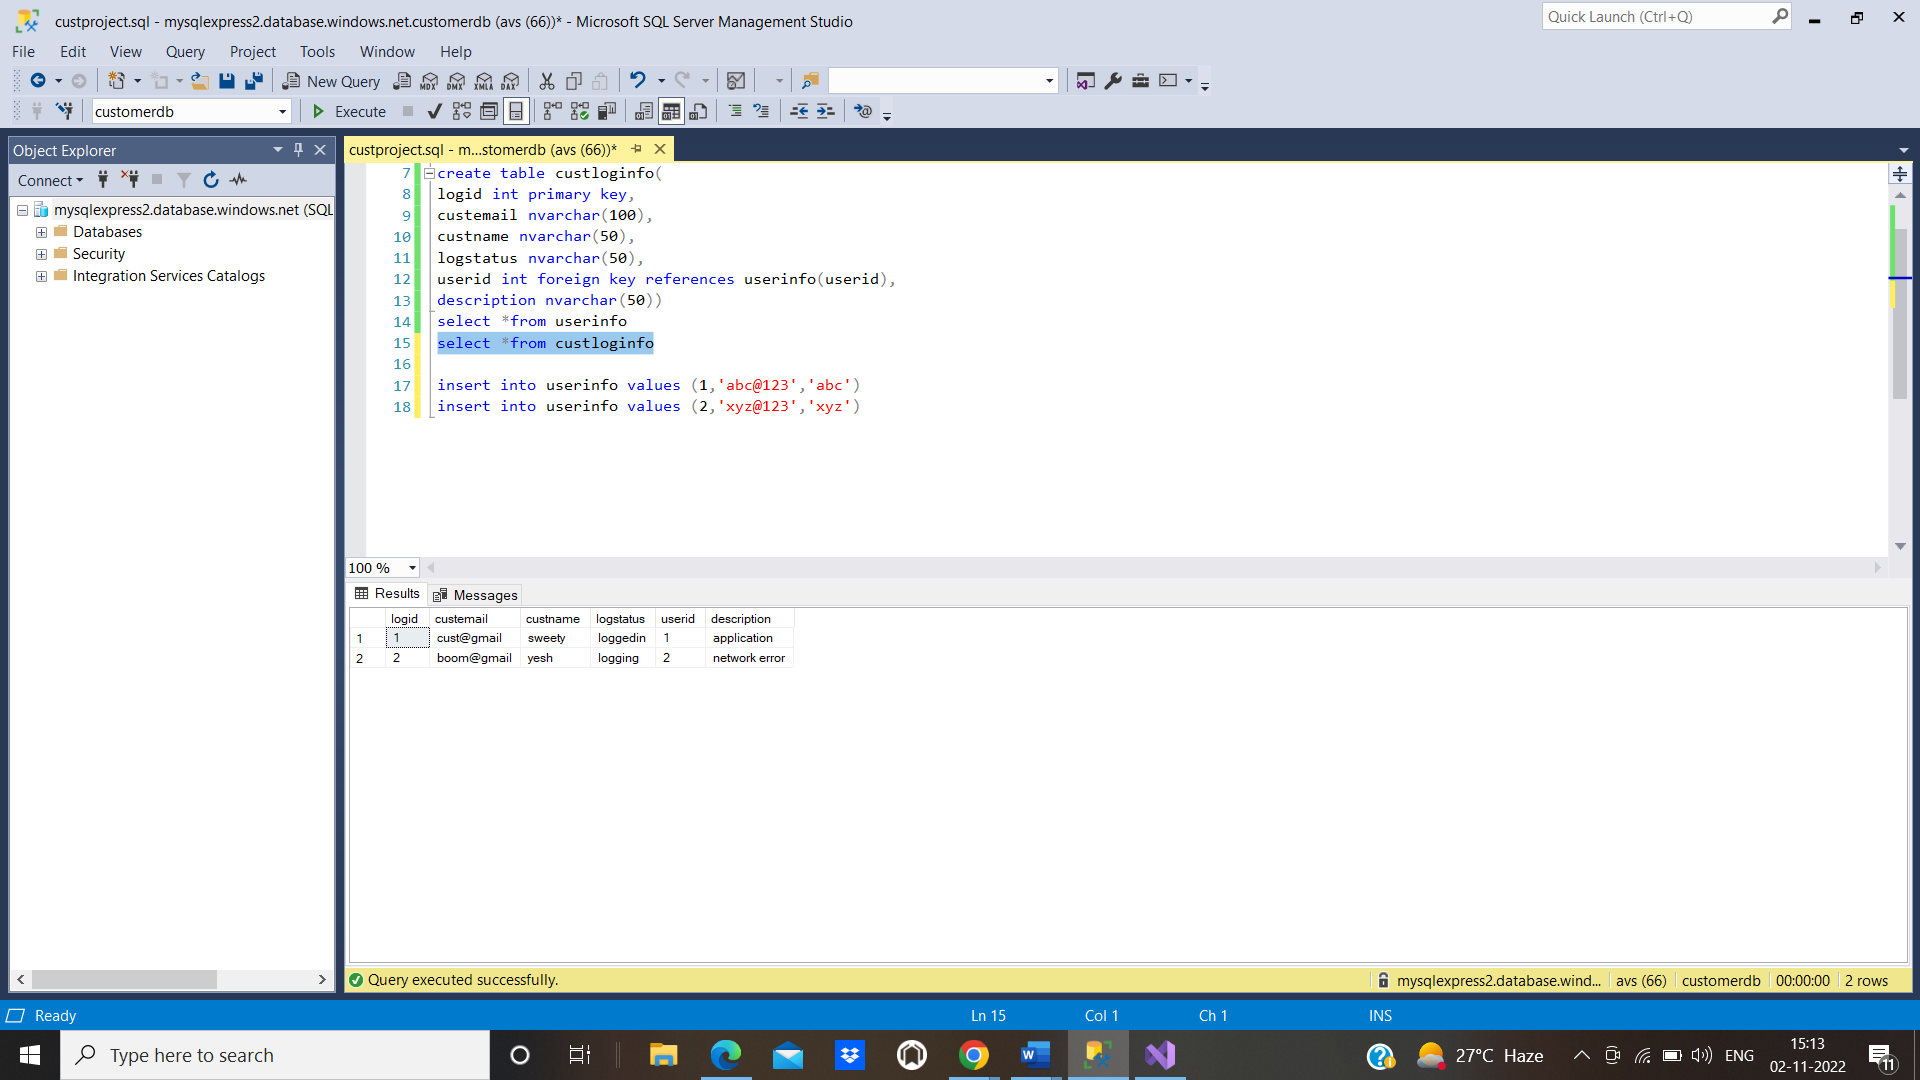 custproject.sql - mysqlexpress2.database.windows.net.customerdb (avs (66))* - Microsoft SQL Server Management Studio
Quick Launch (Ctrl+Q)
File Edit View Query Project Tools Window Help
New Query
MDX DMX XMLA DAX
customerdb
Execute
Object Explorer
Connect
mysqlexpress2.database.windows.net (SQL
Databases
Security
Integration Services Catalogs
custproject.sql - m...stomerdb (avs (66))*
7 create table custloginfo(
8 logid int primary key,
9 custemail nvarchar(100),
10 custname nvarchar(50),
11 logstatus nvarchar(50),
12 userid int foreign key references userinfo(userid),
13 description nvarchar(50))
14 select *from userinfo
15 select *from custloginfo
16
17 insert into userinfo values (1,'abc@123','abc')
18 insert into userinfo values (2,'xyz@123','xyz')
100 %
Results Messages
logid custemail custname logstatus userid description
1 1 cust@gmail sweety loggedin 1 application
2 2 boom@gmail yesh logging 2 network error
Query executed successfully.
mysqlexpress2.database.wind... avs (66) customerdb 00:00:00 2 rows
Ready
Ln 15 Col 1 Ch 1 INS
Type here to search
27°C Haze
ENG
15:13
02-11-2022
11